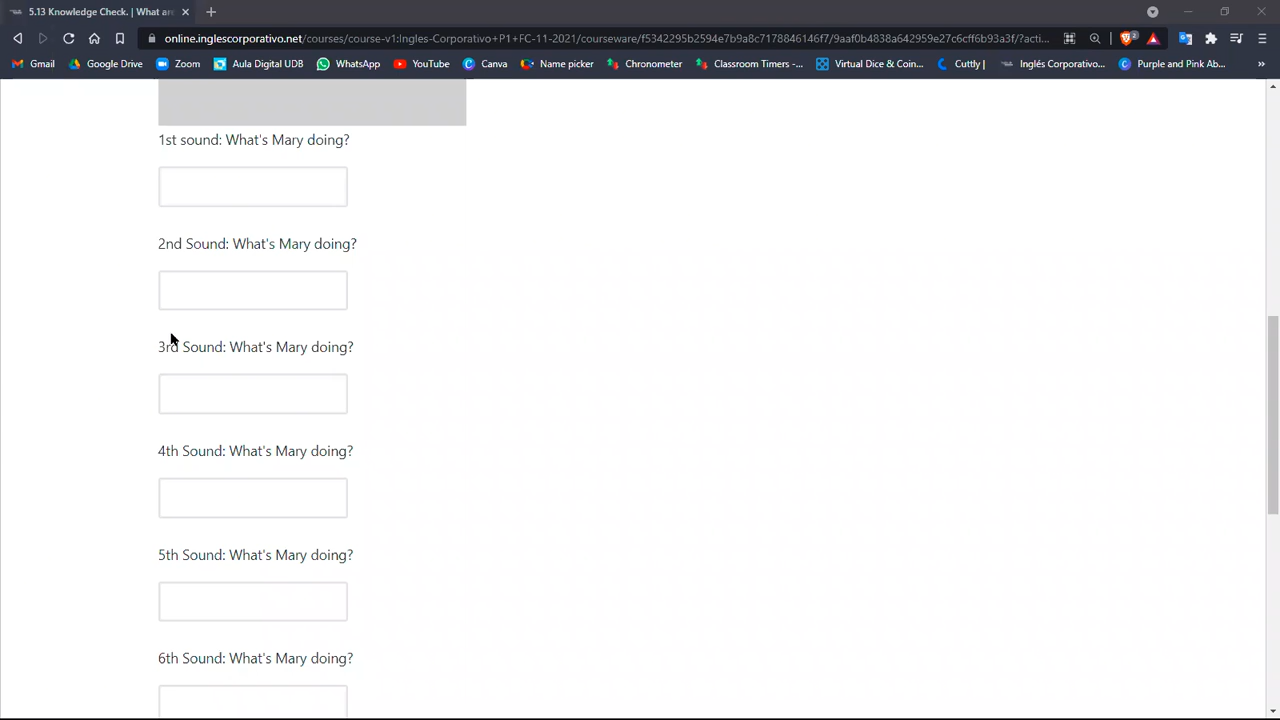 5.13 Knowledge Check. | What are
online.inglescorporativo.net/courses/course-v1:Ingles-Corporativo+P1+FC-11-2021/courseware/f5342295b2594e7b9a8c7178846146f7/9aaf0b4838a642959e27c6cff6b93a3f/?acti...
Gmail Google Drive Zoom Aula Digital UDB WhatsApp YouTube Canva Name picker Chronometer Classroom Timers -... Virtual Dice & Coin... Cuttly | Inglés Corporativo... Purple and Pink Ab... »
1st sound: What's Mary doing?
2nd Sound: What's Mary doing?
3rd Sound: What's Mary doing?
4th Sound: What's Mary doing?
5th Sound: What's Mary doing?
6th Sound: What's Mary doing?